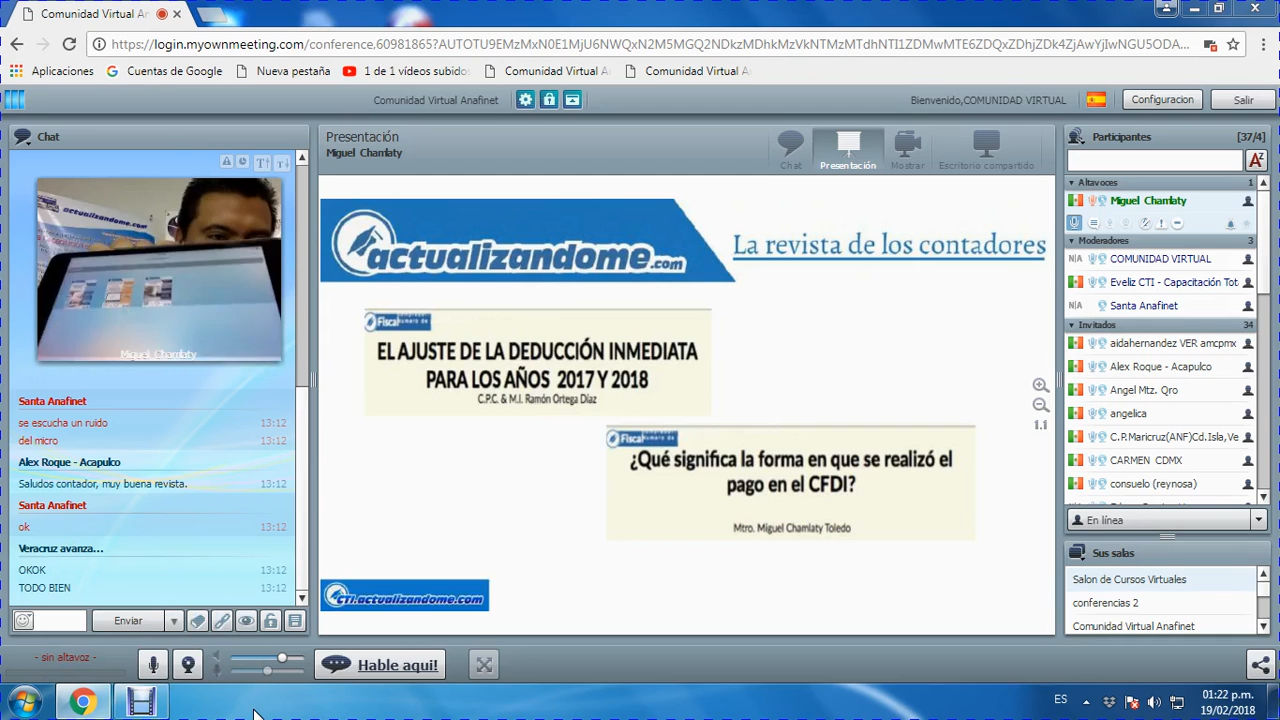 Comunidad Virtual An
https://login.myownmeeting.com/conference,60981865?
Aplicaciones
Cuentas de Google
Nueva pestaña
1 de 1 vídeos subidos
Comunidad Virtual An
Comunidad Virtual An
Comunidad Virtual Anafinet
Bienvenido,COMUNIDAD VIRTUAL
Configuracion
Salir
Chat
Miguel Chamlaty
Santa Anafinet
se escucha un ruido 13:12
del micro 13:12
Alex Roque - Acapulco
Saludos contador, muy buena revista. 13:12
Santa Anafinet
ok 13:12
Veracruz avanza...
OKOK 13:12
TODO BIEN 13:12
Enviar
- sin altavoz -
Hable aqui!
Presentación
Miguel Chamlaty
Chat
Presentación
Mostrar
Escritorio compartido
actualizandome.com
La revista de los contadores
Fiscal
EL AJUSTE DE LA DEDUCCIÓN INMEDIATA
PARA LOS AÑOS 2017 Y 2018
C.P.C. & M.I. Ramón Ortega Díaz
Fiscal
¿Qué significa la forma en que se realizó el
pago en el CFDI?
Mtro. Miguel Chamlaty Toledo
CTI.actualizandome.com
1.1
Participantes [37/4]
Altavoces 1
Miguel Chamlaty
Moderadores 3
N/A COMUNIDAD VIRTUAL
Eveliz CTI - Capacitación Tot
N/A Santa Anafinet
Invitados 34
aidahernandez VER amcpmx
Alex Roque - Acapulco
Angel Mtz. Qro
angelica
C.P.Maricruz(ANF)Cd.Isla,Ve
CARMEN CDMX
consuelo (reynosa)
En línea
Sus salas
Salon de Cursos Virtuales
conferencias 2
Comunidad Virtual Anafinet
ES
01:22 p.m.
19/02/2018